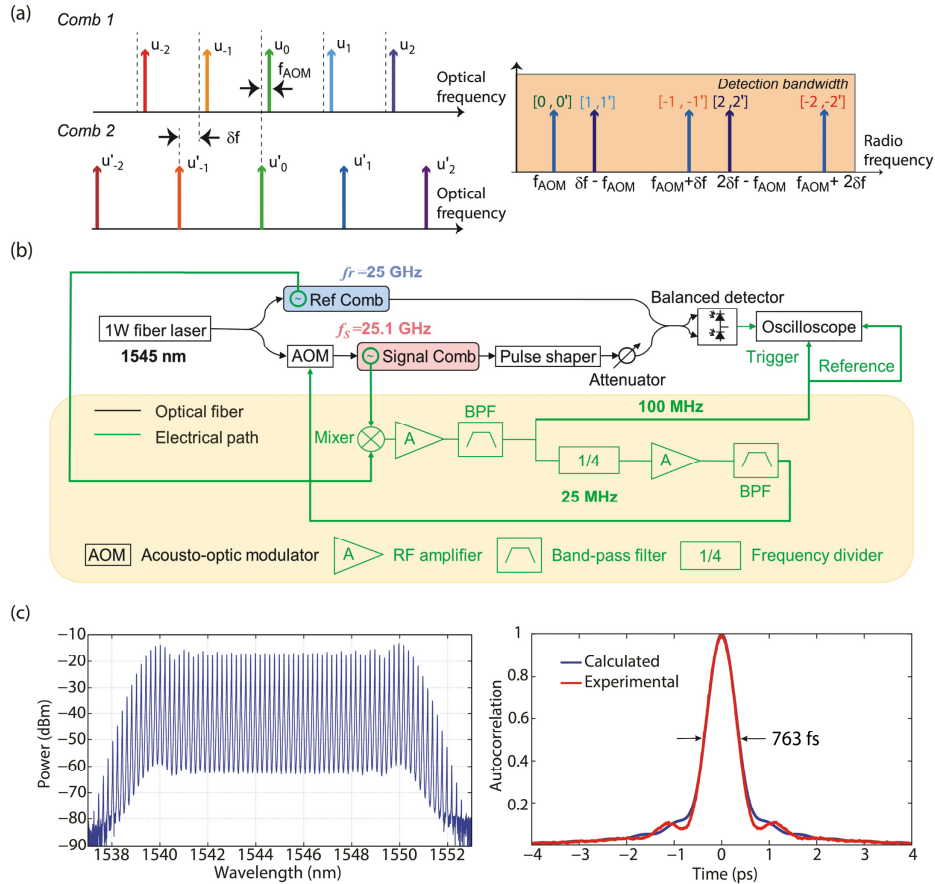 (a)
Comb 1
u-2
u-1
u0
u1
u2
fAOM
Optical
frequency
Comb 2
δf
u'-2
u'-1
u'0
u'1
u'2
Optical
frequency
Detection bandwidth
[0 ,0'] [1 ,1'] [-1 ,-1'] [2,2'] [-2,-2']
Radio
frequency
fAOM δf - fAOM fAOM+δf 2δf - fAOM fAOM+ 2δf
(b)
fr=25 GHz
~ Ref Comb
Balanced detector
1W fiber laser
fs=25.1 GHz
Oscilloscope
1545 nm
AOM
~ Signal Comb
Pulse shaper
Trigger
Attenuator
Reference
Optical fiber
BPF
100 MHz
Electrical path
Mixer
A
1/4
A
25 MHz
BPF
AOM Acousto-optic modulator
A RF amplifier
Band-pass filter
1/4 Frequency divider
(c)
−10
−20
−30
−40
−50
−60
−70
−80
−90
Power (dBm)
1538 1540 1542 1544 1546 1548 1550 1552
Wavelength (nm)
1
0.8
0.6
0.4
0.2
Autocorrelation
Calculated
Experimental
763 fs
−4 −3 −2 −1 0 1 2 3 4
Time (ps)